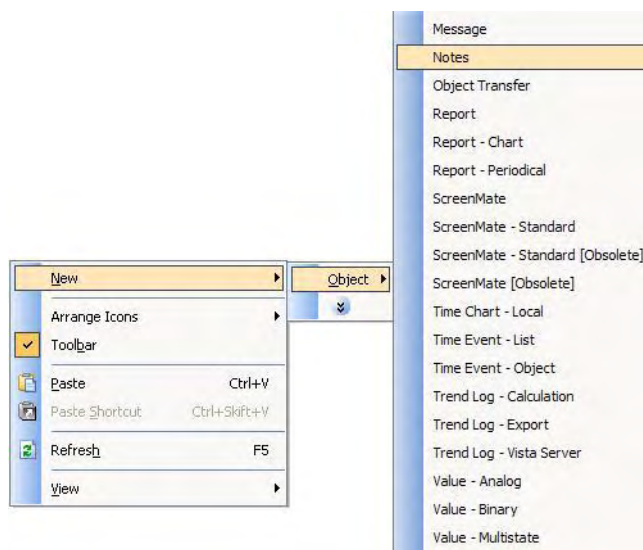 New
Arrange Icons
Toolbar
Paste Ctrl+V
Paste Shortcut Ctrl+Skift+V
Refresh F5
View
Object
Message
Notes
Object Transfer
Report
Report - Chart
Report - Periodical
ScreenMate
ScreenMate - Standard
ScreenMate - Standard [Obsolete]
ScreenMate [Obsolete]
Time Chart - Local
Time Event - List
Time Event - Object
Trend Log - Calculation
Trend Log - Export
Trend Log - Vista Server
Value - Analog
Value - Binary
Value - Multistate